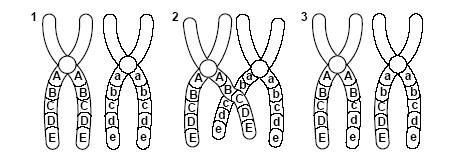 1 2 3
A A a a A A a a A A a a
B B b b B B b b B B b b
C C c c C c C c C c C c
D D d d D d D d D d D d
E E e e E e E e E e E e